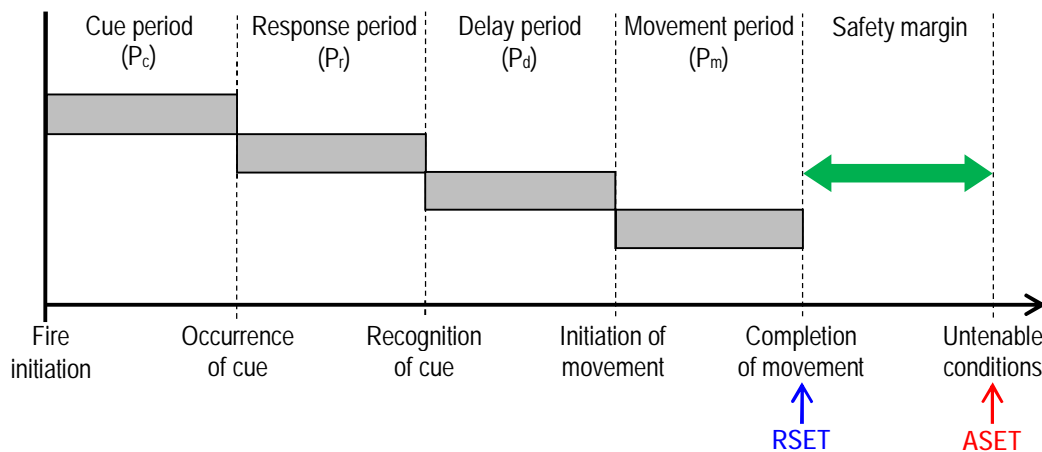 Cue period
(Pc)
Response period
(Pr)
Delay period
(Pd)
Movement period
(Pm)
Safety margin
Fire
initiation
Occurrence
of cue
Recognition
of cue
Initiation of
movement
Completion
of movement
Untenable
conditions
RSET
ASET